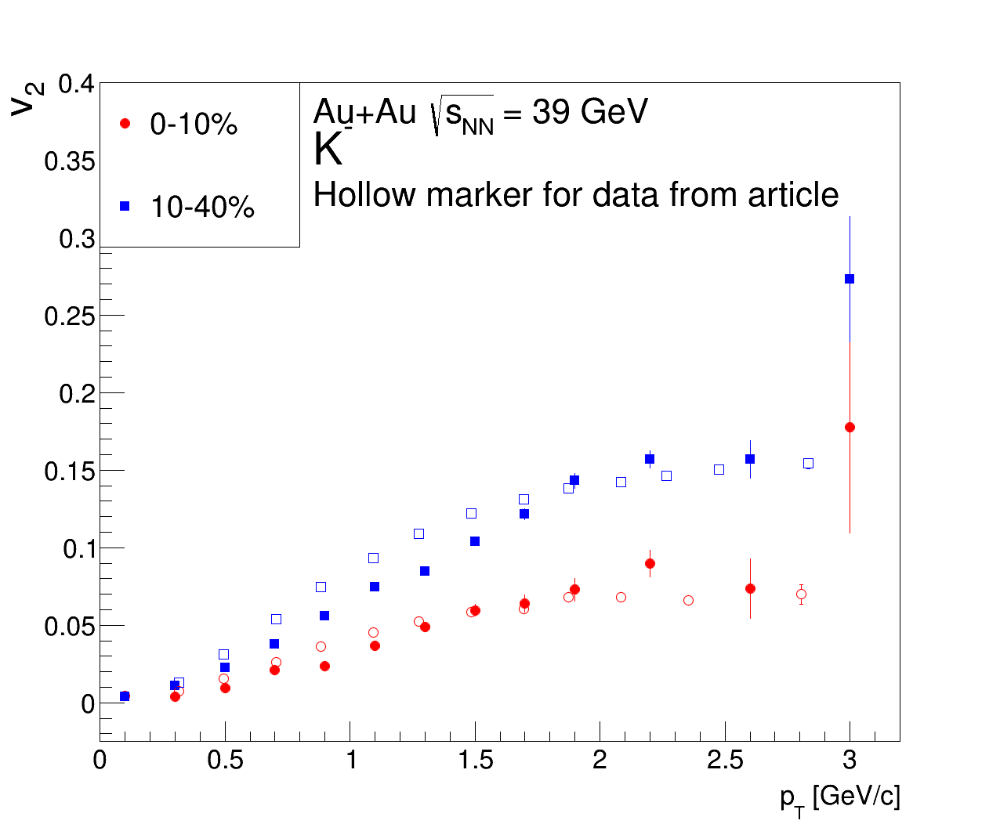 v2
0.4
0.35
0.3
0.25
0.2
0.15
0.1
0.05
0
0-10%
10-40%
Au+Au √sNN = 39 GeV
K-
Hollow marker for data from article
0 0.5 1 1.5 2 2.5 3
pT [GeV/c]